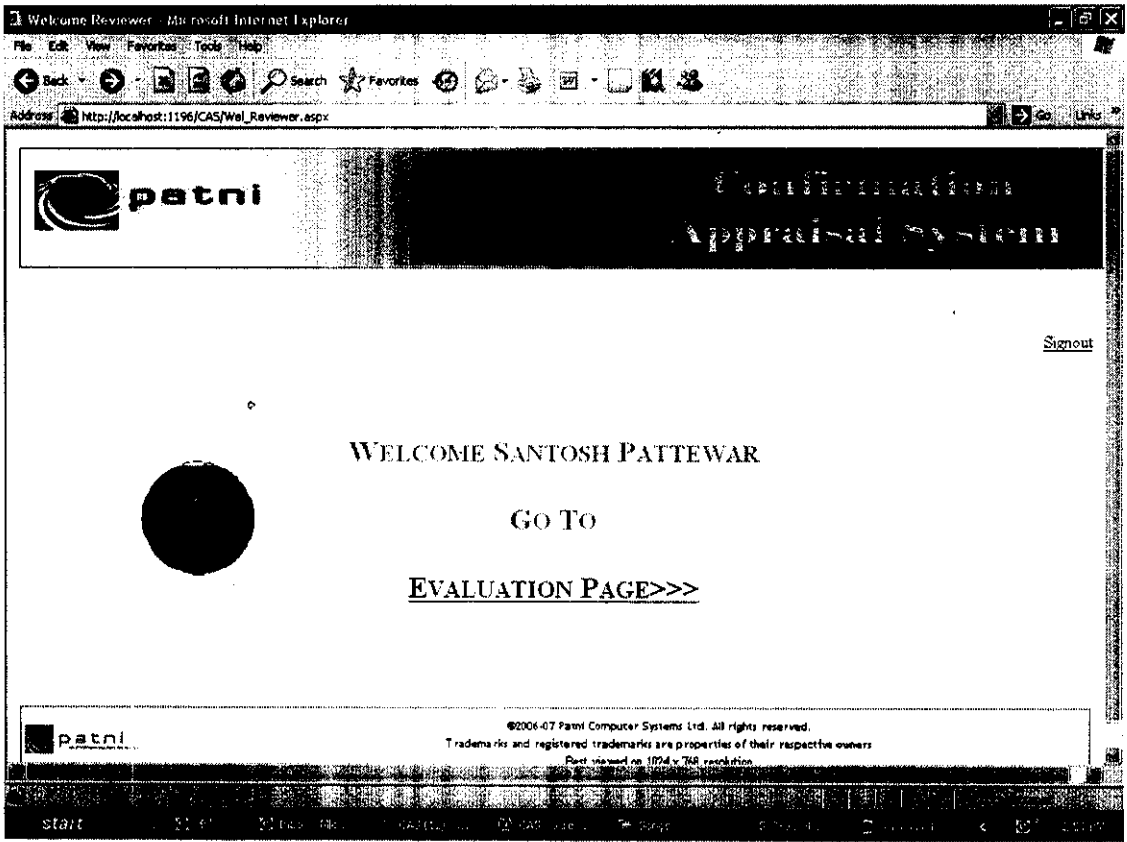 Welcome Reviewer - Microsoft Internet Explorer
File Edit View Favorites Tools Help
Back Search Favorites
Address http://localhost:1196/CAS/Wel_Reviewer.aspx Go Links »
patni
Confirmation
Appraisal System
Signout
WELCOME SANTOSH PATTEWAR
GO TO
EVALUATION PAGE>>>
patni
©2006-07 Patni Computer Systems Ltd. All rights reserved.
Trademarks and registered trademarks are properties of their respective owners
Best viewed on 1024 x 768 resolution
start